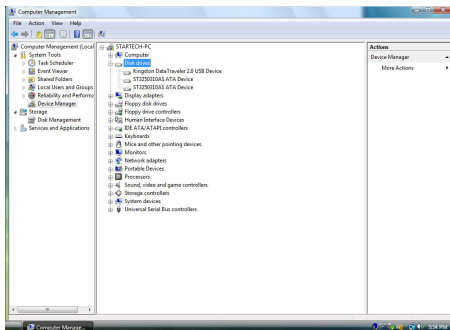 Computer Management
File Action View Help
Computer Management (Local
System Tools
Task Scheduler
Event Viewer
Shared Folders
Local Users and Groups
Reliability and Performa
Device Manager
Storage
Disk Management
Services and Applications
STARTECH-PC
Computer
Disk drives
Kingston DataTraveler 2.0 USB Device
ST3250310AS ATA Device
ST3250310AS ATA Device
Display adapters
Floppy disk drives
Floppy drive controllers
Human Interface Devices
IDE ATA/ATAPI controllers
Keyboards
Mice and other pointing devices
Monitors
Network adapters
Portable Devices
Processors
Sound, video and game controllers
Storage controllers
System devices
Universal Serial Bus controllers
Actions
Device Manager
More Actions
Computer Manage...
3:54 PM